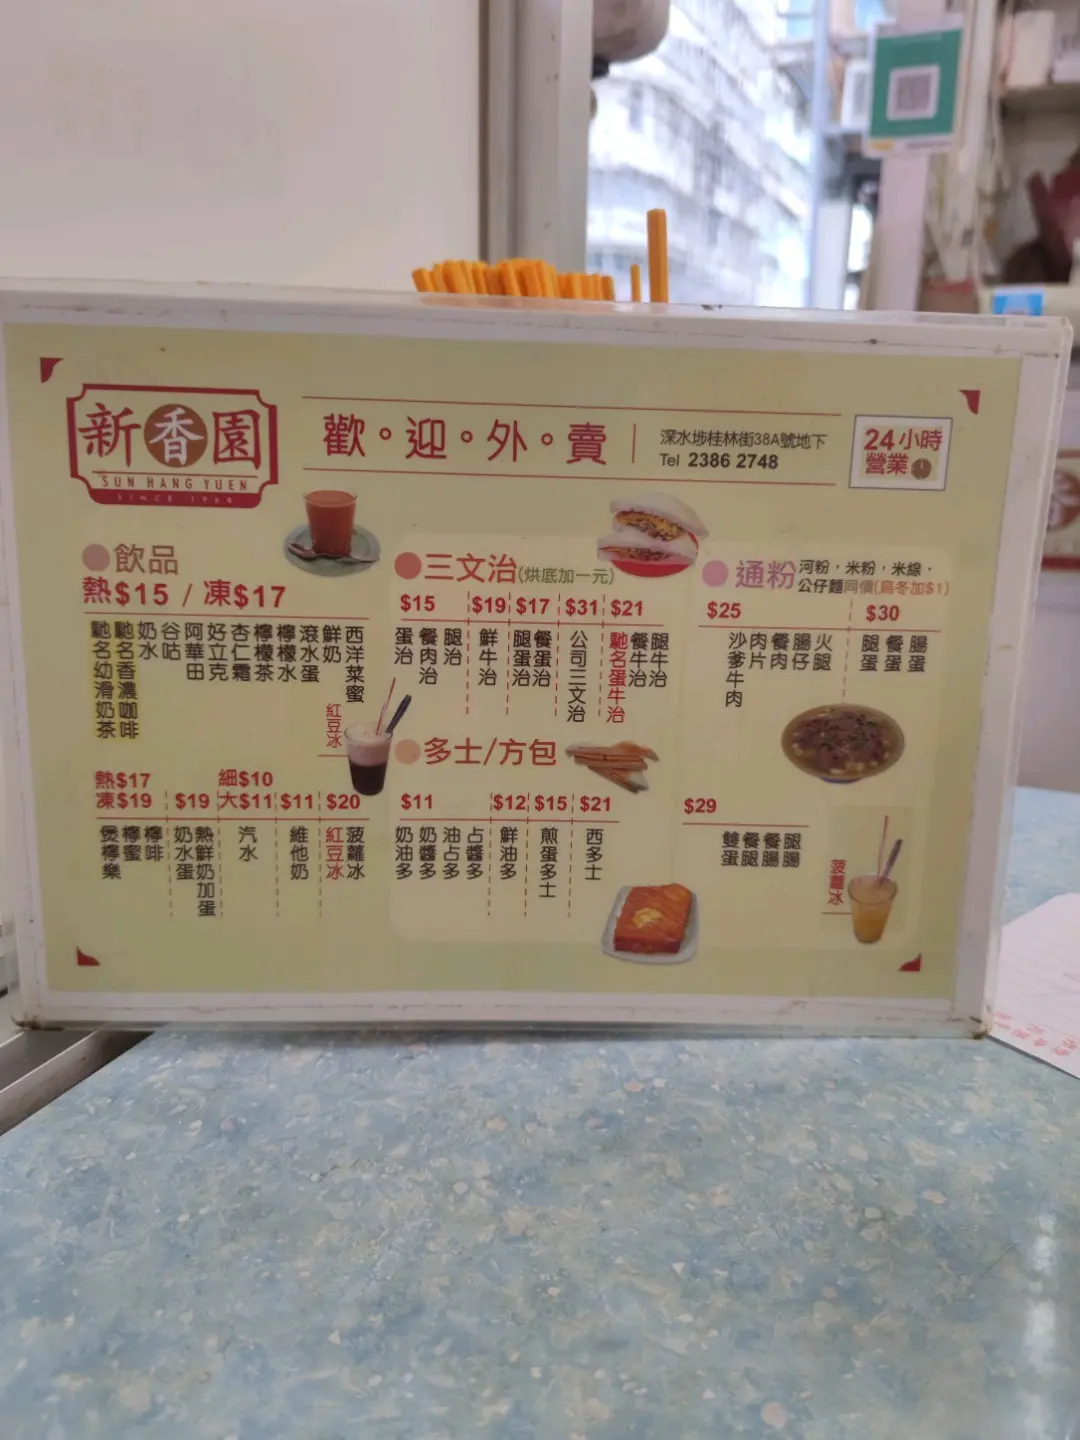 新香園
SUN HANG YUEN
SINCE 1968
歡。迎。外。賣
深水埗桂林街38A號地下
Tel 2386 2748
24小時
營業
飲品
熱$15 / 凍$17
馳名幼滑奶茶
馳名香濃咖啡
奶水
谷咕
阿華田
好立克
杏仁霜
檸檬茶
檸檬水
滾水蛋
鮮奶
西洋菜蜜
紅豆冰
熱$17
凍$19
煲檸樂
檸蜜
檸啡
$19
奶水蛋
熱鮮奶加蛋
細$10
大$11
汽水
$11
維他奶
$20
紅豆冰
菠蘿冰
三文治(烘底加一元)
$15
蛋治
餐肉治
腿治
$19
鮮牛治
$17
腿蛋治
餐蛋治
$31
公司三文治
$21
馳名蛋牛治
餐牛治
腿牛治
多士/方包
$11
奶油多
奶醬多
油占多
占醬多
$12
鮮油多
$15
煎蛋多士
$21
西多士
通粉
河粉，米粉，米線，
公仔麵同價(烏冬加$1)
$25
沙爹牛肉
肉片
餐肉
腸仔
火腿
$30
腿蛋
餐蛋
腸蛋
$29
雙蛋
餐腿
餐腸
腿腸
菠蘿冰